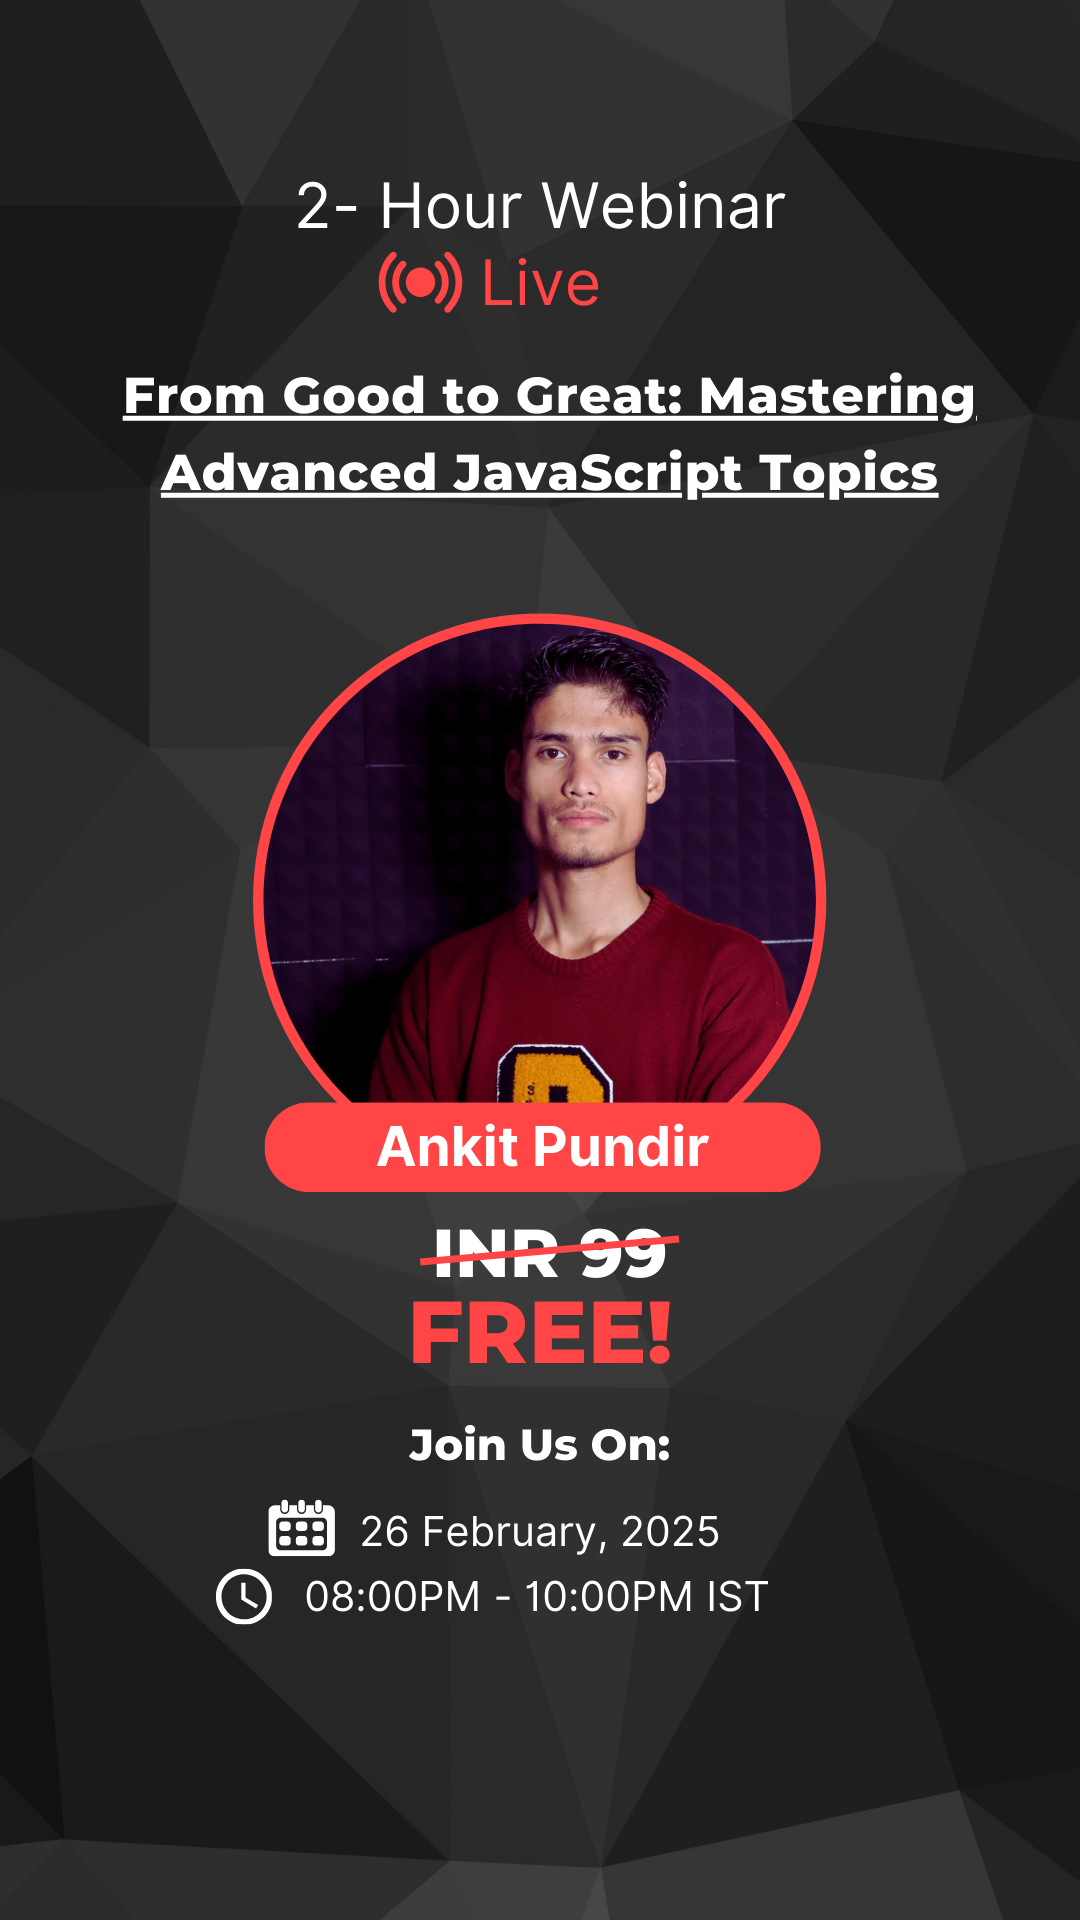 2- Hour Webinar
Live
From Good to Great: Mastering
Advanced JavaScript Topics
Ankit Pundir
INR 99
FREE!
Join Us On:
26 February, 2025
08:00PM - 10:00PM IST